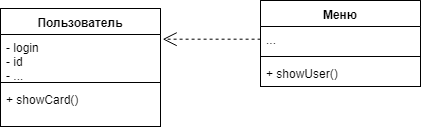 Пользователь
- login
- id
- ...
+ showCard()
Меню
...
+ showUser()